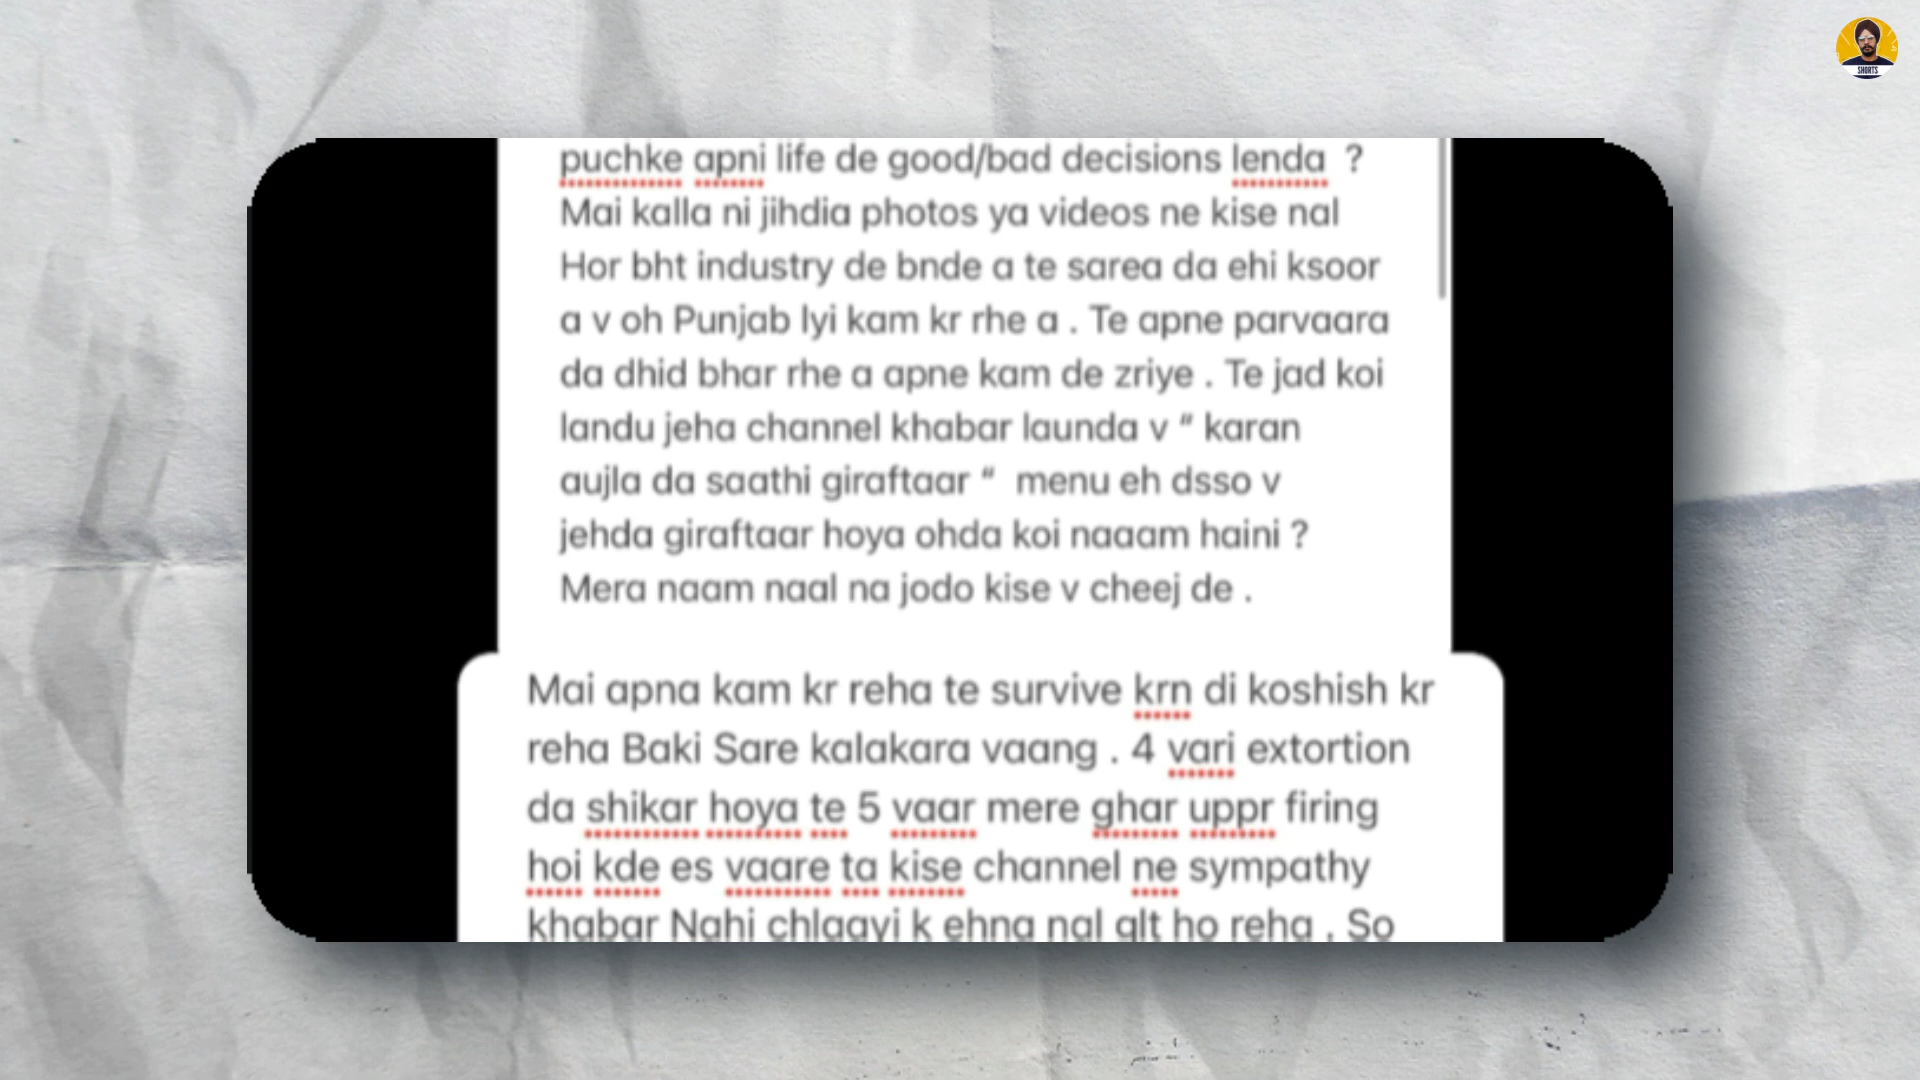 SHORTS
puchke apni life de good/bad decisions lenda ?
Mai kalla ni jihdia photos ya videos ne kise nal
Hor bht industry de bnde a te sarea da ehi ksoor
a v oh Punjab lyi kam kr rhe a . Te apne parvaara
da dhid bhar rhe a apne kam de zriye . Te jad koi
landu jeha channel khabar launda v “ karan
aujla da saathi giraftaar “ menu eh dsso v
jehda giraftaar hoya ohda koi naaam haini ?
Mera naam naal na jodo kise v cheej de .
Mai apna kam kr reha te survive krn di koshish kr
reha Baki Sare kalakara vaang . 4 vari extortion
da shikar hoya te 5 vaar mere ghar uppr firing
hoi kde es vaare ta kise channel ne sympathy
khabar Nahi chlaayi k ehna nal glt ho reha . So